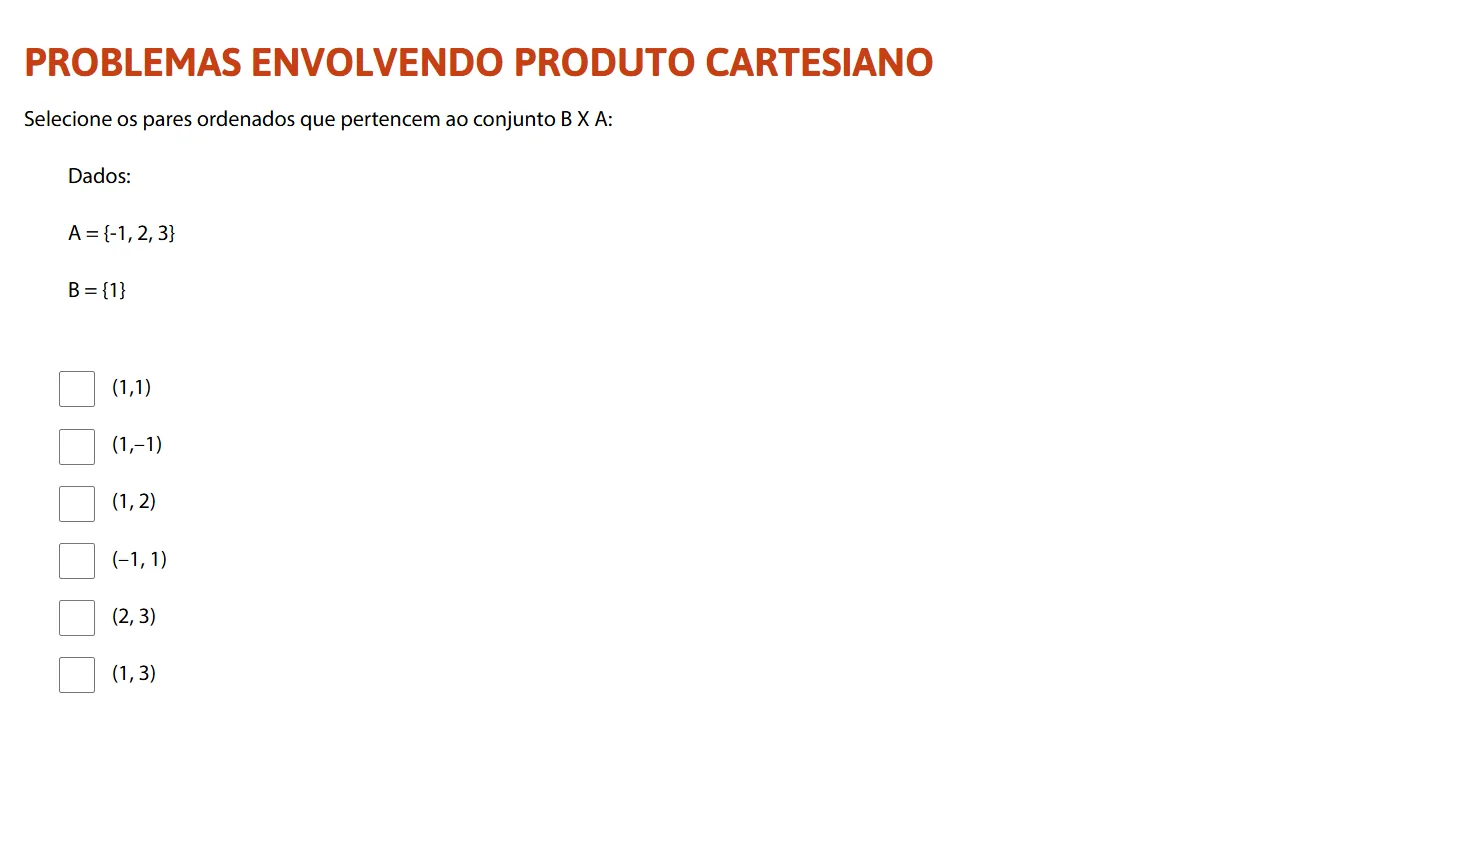 PROBLEMAS ENVOLVENDO PRODUTO CARTESIANO
Selecione os pares ordenados que pertencem ao conjunto B X A:
Dados:
A = {-1, 2, 3}
B = {1}
(1,1)
(1,–1)
(1, 2)
(–1, 1)
(2, 3)
(1, 3)